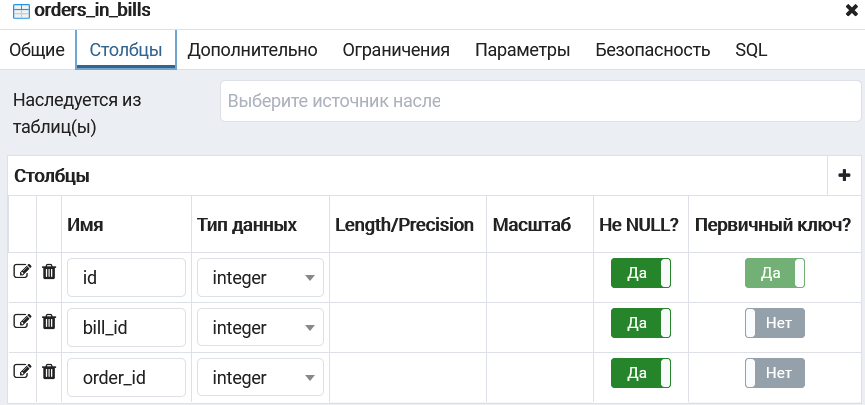 orders_in_bills
Общие Столбцы Дополнительно Ограничения Параметры Безопасность SQL
Наследуется из
таблиц(ы)
Выберите источник насле
Столбцы
Имя Тип данных Length/Precision Масштаб Не NULL? Первичный ключ?
id integer Да Да
bill_id integer Да Нет
order_id integer Да Нет